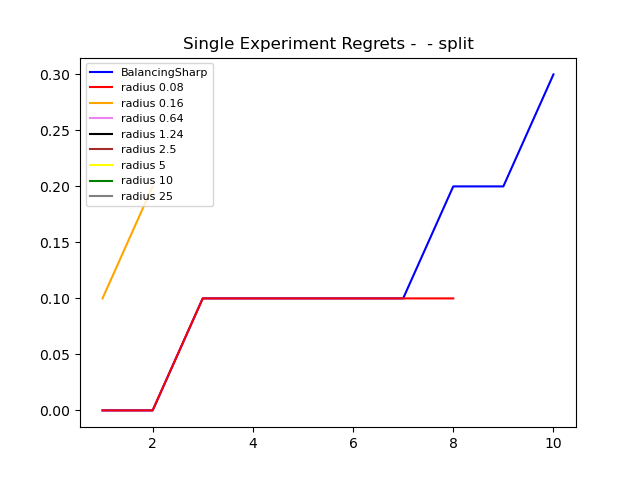 Single Experiment Regrets -  - split
0.30
0.25
0.20
0.15
0.10
0.05
0.00
BalancingSharp
radius 0.08
radius 0.16
radius 0.64
radius 1.24
radius 2.5
radius 5
radius 10
radius 25
2 4 6 8 10